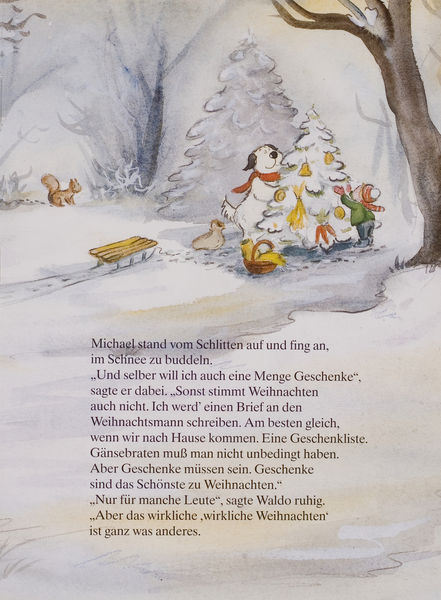 Michael stand vom Schlitten auf und fing an,
im Schnee zu buddeln.
„Und selber will ich auch eine Menge Geschenke“,
sagte er dabei. „Sonst stimmt Weihnachten
auch nicht. Ich werd’ einen Brief an den
Weihnachtsmann schreiben. Am besten gleich,
wenn wir nach Hause kommen. Eine Geschenkliste.
Gänsebraten muß man nicht unbedingt haben.
Aber Geschenke müssen sein. Geschenke
sind das Schönste zu Weihnachten.“
„Nur für manche Leute“, sagte Waldo ruhig.
„Aber das wirkliche ‚wirkliche Weihnachten‘
ist ganz was anderes.